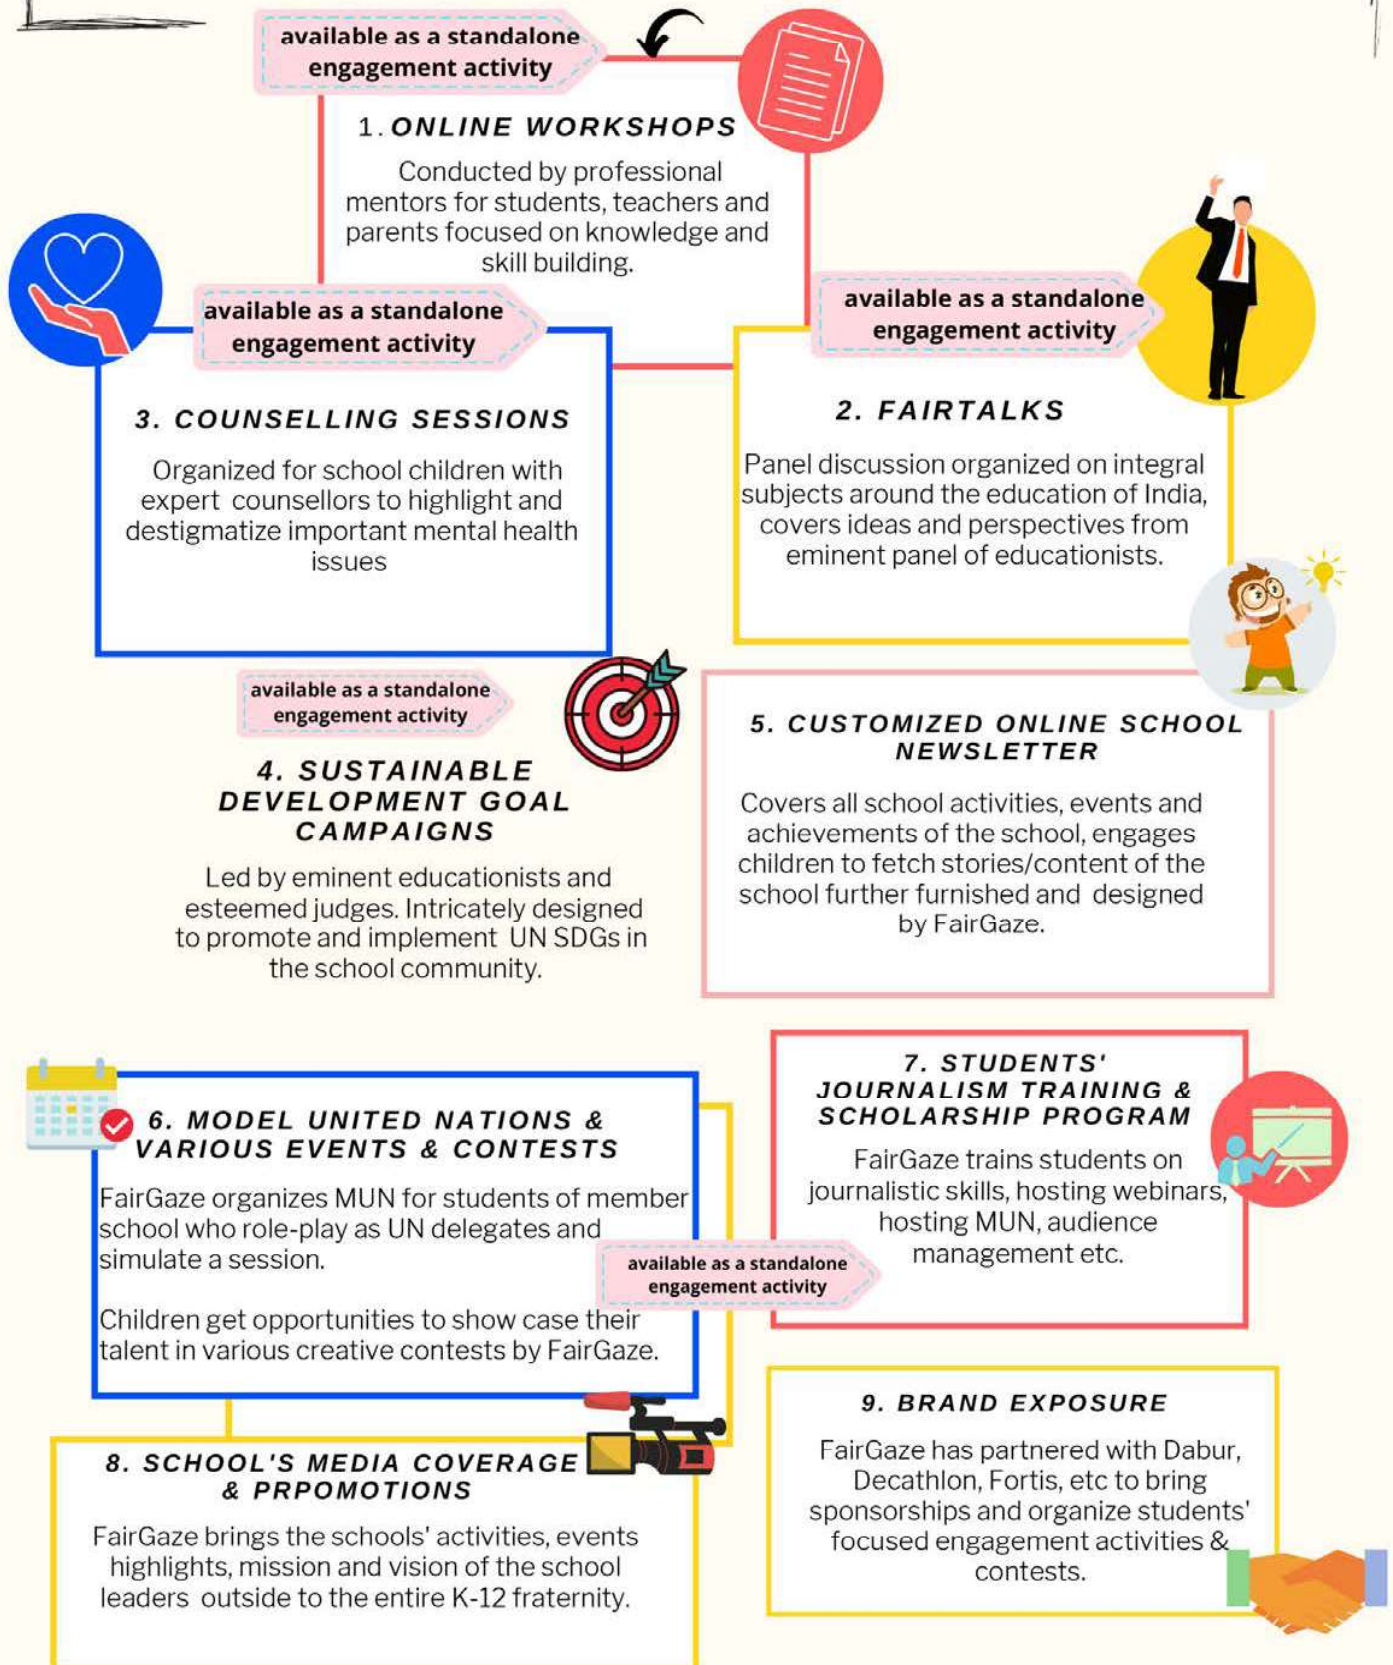 available as a standalone
engagement activity
1. ONLINE WORKSHOPS
Conducted by professional
mentors for students, teachers and
parents focused on knowledge and
skill building.
available as a standalone
engagement activity
2. FAIRTALKS
Panel discussion organized on integral
subjects around the education of India,
covers ideas and perspectives from
eminent panel of educationists.
available as a standalone
engagement activity
3. COUNSELLING SESSIONS
Organized for school children with
expert counsellors to highlight and
destigmatize important mental health
issues
available as a standalone
engagement activity
4. SUSTAINABLE
DEVELOPMENT GOAL
CAMPAIGNS
Led by eminent educationists and
esteemed judges. Intricately designed
to promote and implement UN SDGs in
the school community.
5. CUSTOMIZED ONLINE SCHOOL
NEWSLETTER
Covers all school activities, events and
achievements of the school, engages
children to fetch stories/content of the
school further furnished and designed
by FairGaze.
6. MODEL UNITED NATIONS &
VARIOUS EVENTS & CONTESTS
FairGaze organizes MUN for students of member
school who role-play as UN delegates and
simulate a session.
Children get opportunities to show case their
talent in various creative contests by FairGaze.
available as a standalone
engagement activity
7. STUDENTS'
JOURNALISM TRAINING &
SCHOLARSHIP PROGRAM
FairGaze trains students on
journalistic skills, hosting webinars,
hosting MUN, audience
management etc.
8. SCHOOL'S MEDIA COVERAGE
& PRPOMOTIONS
FairGaze brings the schools' activities, events
highlights, mission and vision of the school
leaders outside to the entire K-12 fraternity.
9. BRAND EXPOSURE
FairGaze has partnered with Dabur,
Decathlon, Fortis, etc to bring
sponsorships and organize students'
focused engagement activities &
contests.